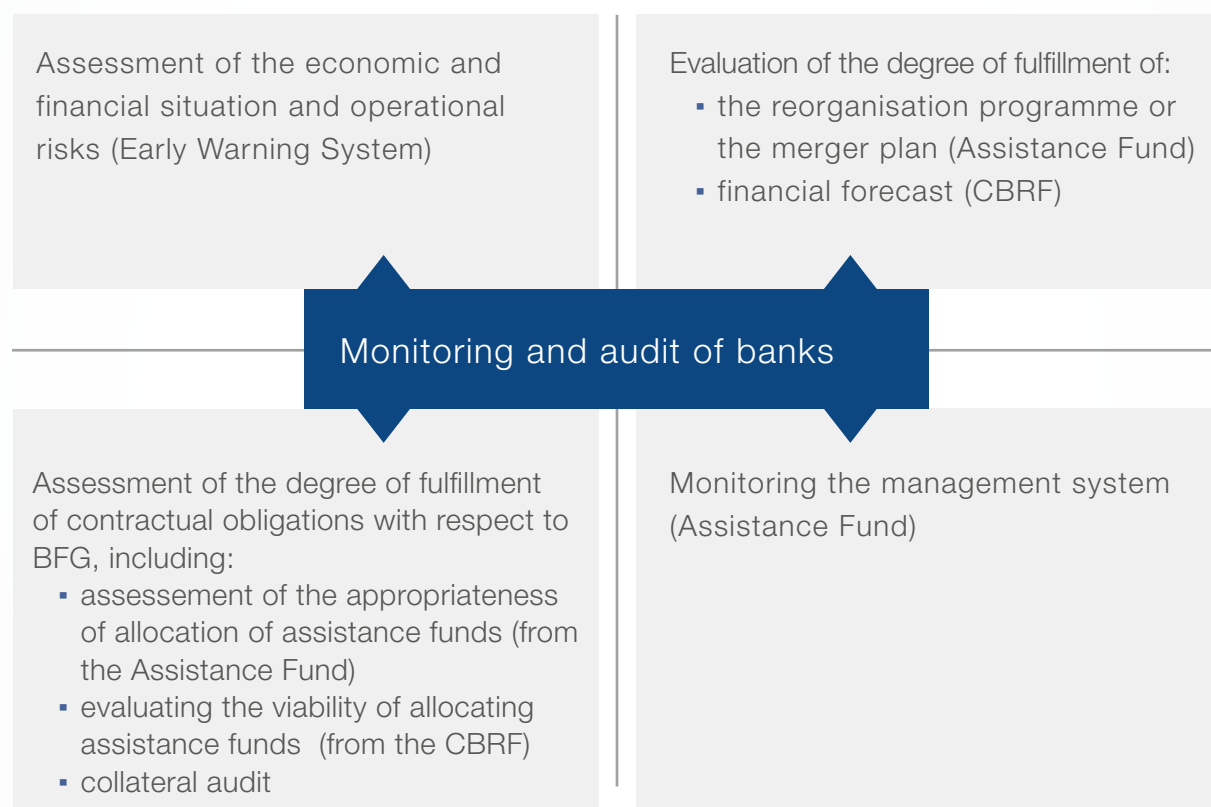 Assessment of the economic and
financial situation and operational
risks (Early Warning System)
Evaluation of the degree of fulfillment of:
▪ the reorganisation programme or
the merger plan (Assistance Fund)
▪ financial forecast (CBRF)
Monitoring and audit of banks
Assessment of the degree of fulfillment
of contractual obligations with respect to
BFG, including:
▪ assessement of the appropriateness
of allocation of assistance funds (from
the Assistance Fund)
▪ evaluating the viability of allocating
assistance funds (from the CBRF)
▪ collateral audit
Monitoring the management system
(Assistance Fund)